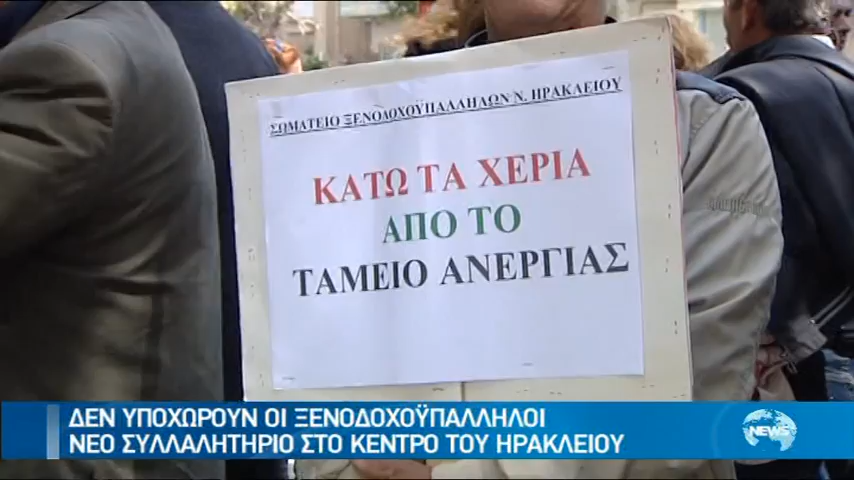 ΣΩΜΑΤΕΙΟ ΞΕΝΟΔΟΧΟΫΠΑΛΛΗΛΩΝ Ν. ΗΡΑΚΛΕΙΟΥ
ΚΑΤΩ ΤΑ ΧΕΡΙΑ
ΑΠΟ ΤΟ
ΤΑΜΕΙΟ ΑΝΕΡΓΙΑΣ
ΔΕΝ ΥΠΟΧΩΡΟΥΝ ΟΙ ΞΕΝΟΔΟΧΟΫΠΑΛΛΗΛΟΙ
ΝΕΟ ΣΥΛΛΑΛΗΤΗΡΙΟ ΣΤΟ ΚΕΝΤΡΟ ΤΟΥ ΗΡΑΚΛΕΙΟΥ
NEWS